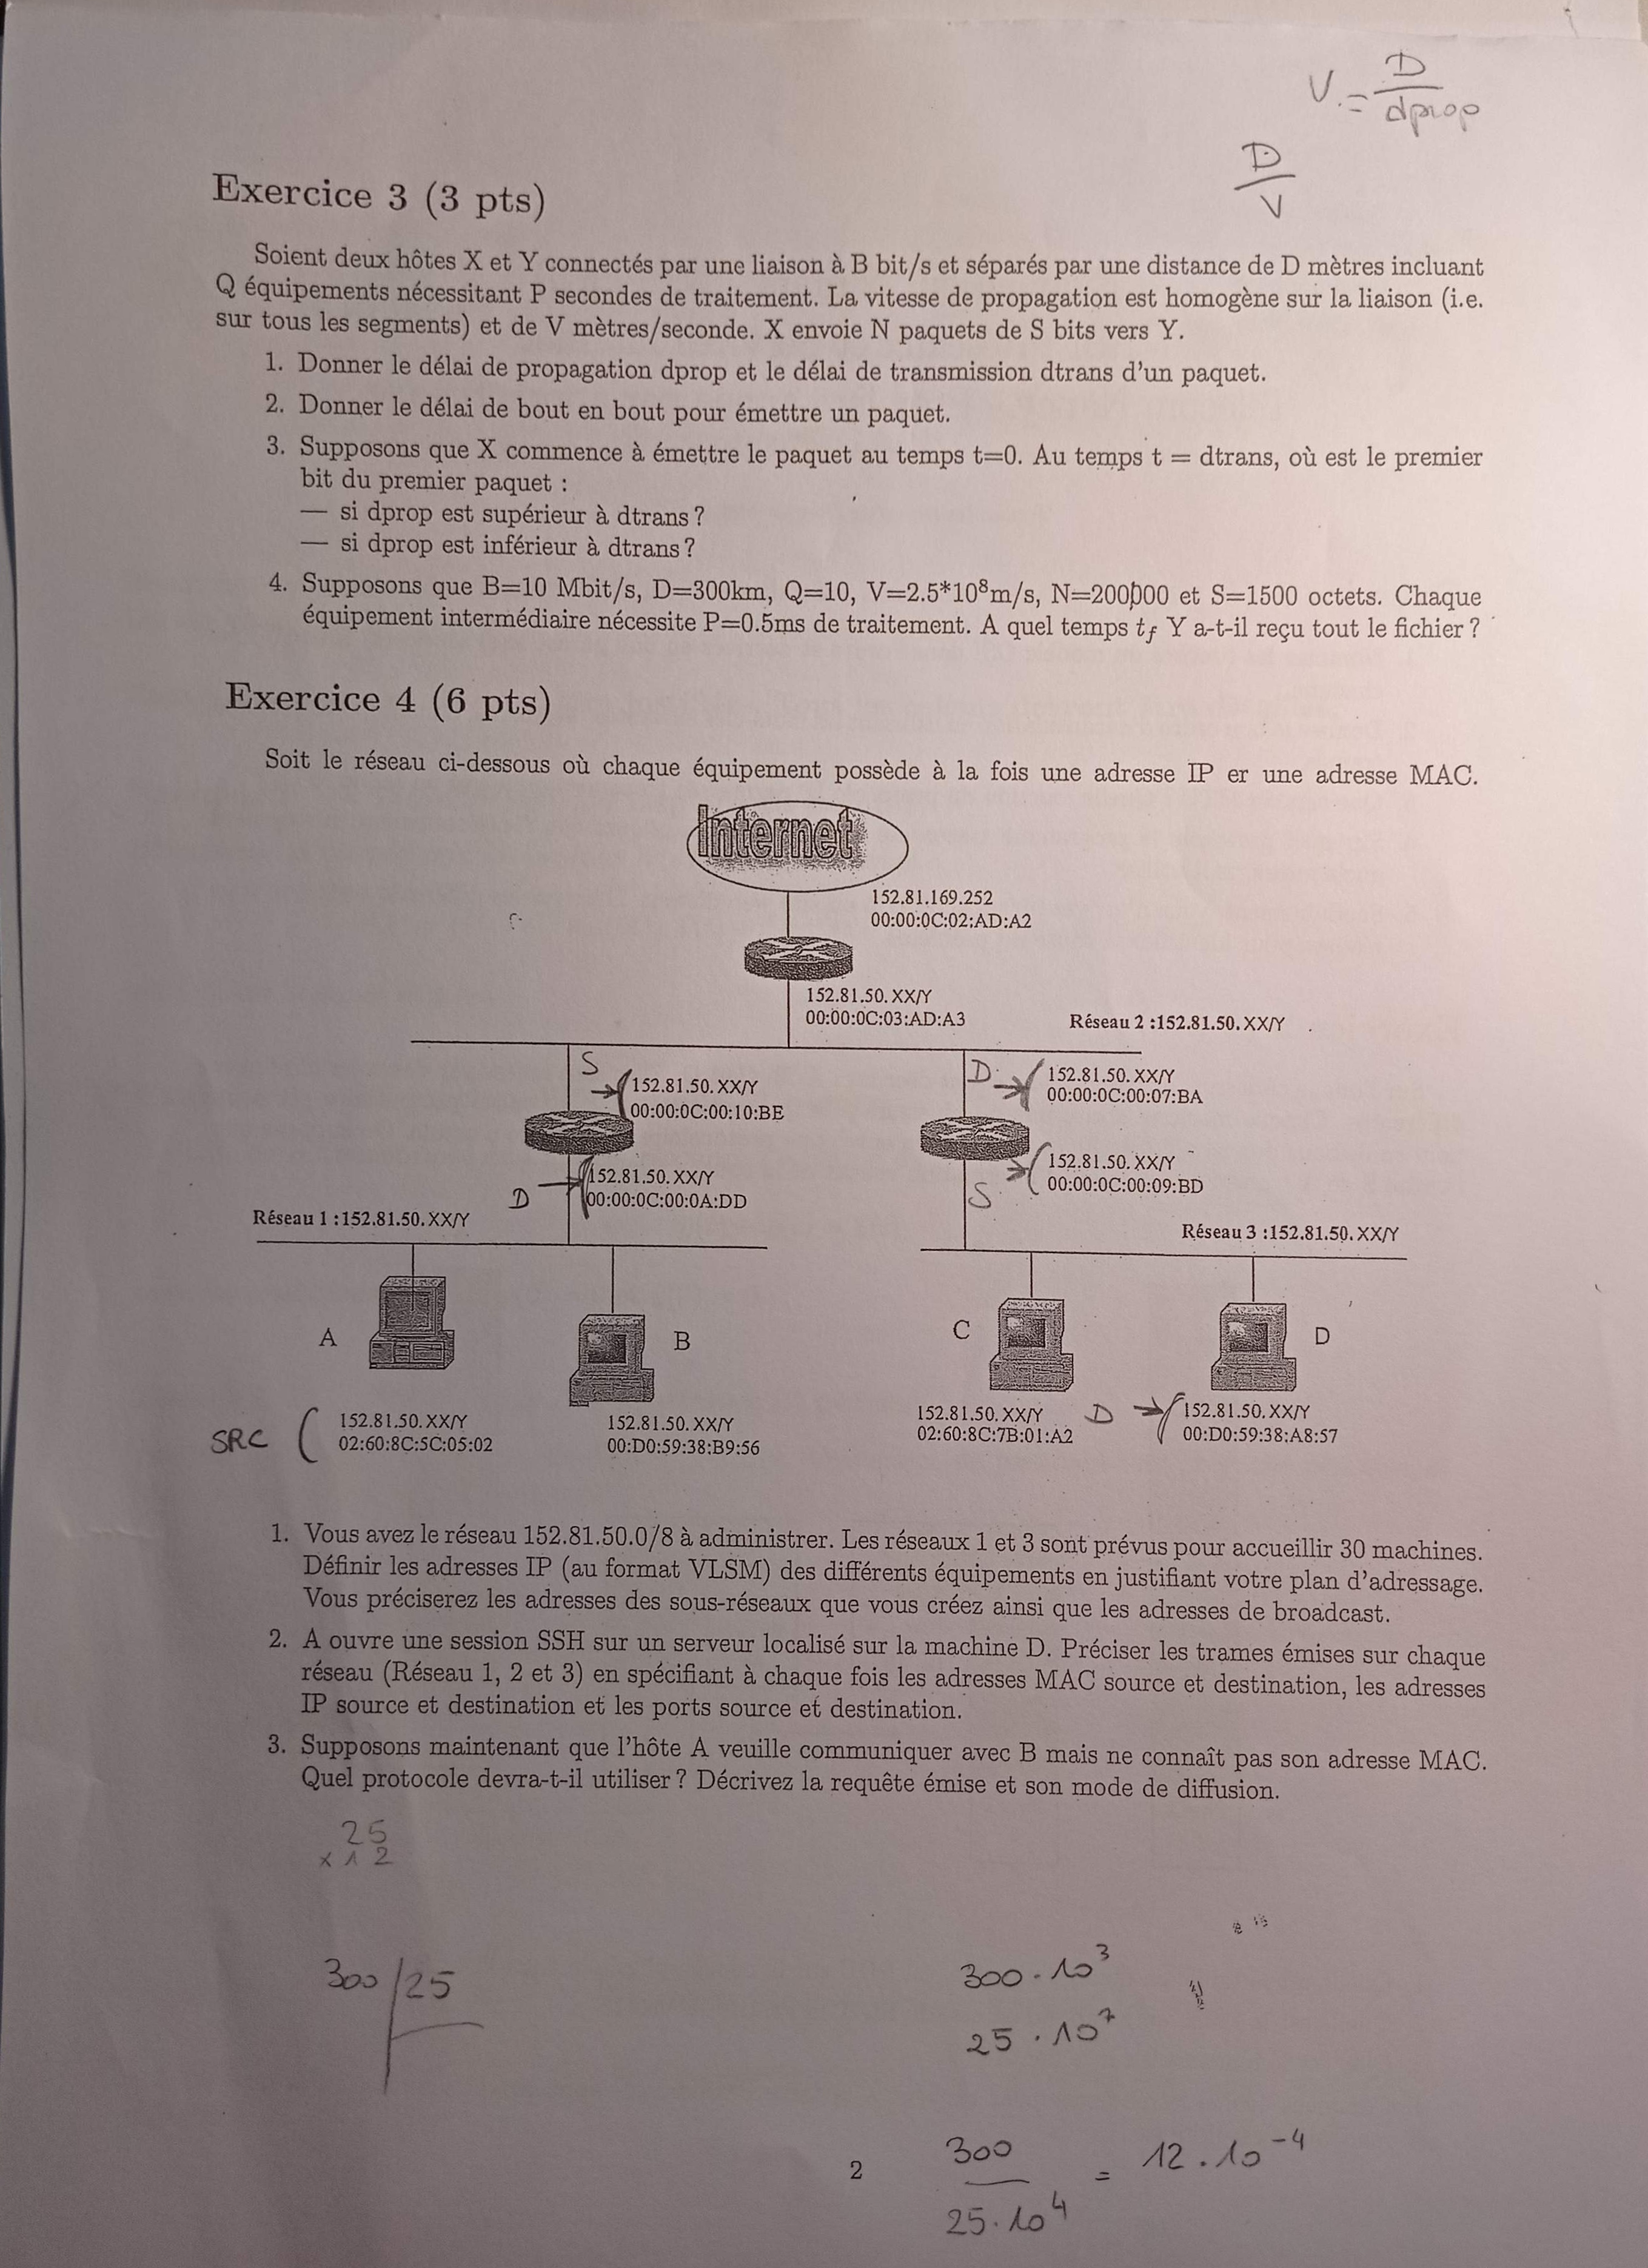 V = D / dprop
D / V
Exercice 3 (3 pts)
Soient deux hôtes X et Y connectés par une liaison à B bit/s et séparés par une distance de D mètres incluant
Q équipements nécessitant P secondes de traitement. La vitesse de propagation est homogène sur la liaison (i.e.
sur tous les segments) et de V mètres/seconde. X envoie N paquets de S bits vers Y.
1. Donner le délai de propagation dprop et le délai de transmission dtrans d'un paquet.
2. Donner le délai de bout en bout pour émettre un paquet.
3. Supposons que X commence à émettre le paquet au temps t=0. Au temps t = dtrans, où est le premier
bit du premier paquet :
— si dprop est supérieur à dtrans ?
— si dprop est inférieur à dtrans ?
4. Supposons que B=10 Mbit/s, D=300km, Q=10, V=2.5*10⁸m/s, N=200000 et S=1500 octets. Chaque
équipement intermédiaire nécessite P=0.5ms de traitement. A quel temps tf Y a-t-il reçu tout le fichier ?
Exercice 4 (6 pts)
Soit le réseau ci-dessous où chaque équipement possède à la fois une adresse IP er une adresse MAC.
Internet
152.81.169.252
00:00:0C:02:AD:A2
152.81.50.XX/Y
00:00:0C:03:AD:A3
Réseau 2 :152.81.50.XX/Y
S
152.81.50.XX/Y
00:00:0C:00:10:BE
D
152.81.50.XX/Y
00:00:0C:00:07:BA
D
152.81.50.XX/Y
00:00:0C:00:0A:DD
S
152.81.50.XX/Y
00:00:0C:00:09:BD
Réseau 1 :152.81.50.XX/Y
Réseau 3 :152.81.50.XX/Y
A
B
C
D
SRC
152.81.50.XX/Y
02:60:8C:5C:05:02
152.81.50.XX/Y
00:D0:59:38:B9:56
152.81.50.XX/Y
02:60:8C:7B:01:A2
D
152.81.50.XX/Y
00:D0:59:38:A8:57
1. Vous avez le réseau 152.81.50.0/8 à administrer. Les réseaux 1 et 3 sont prévus pour accueillir 30 machines.
Définir les adresses IP (au format VLSM) des différents équipements en justifiant votre plan d'adressage.
Vous préciserez les adresses des sous-réseaux que vous créez ainsi que les adresses de broadcast.
2. A ouvre une session SSH sur un serveur localisé sur la machine D. Préciser les trames émises sur chaque
réseau (Réseau 1, 2 et 3) en spécifiant à chaque fois les adresses MAC source et destination, les adresses
IP source et destination et les ports source et destination.
3. Supposons maintenant que l'hôte A veuille communiquer avec B mais ne connaît pas son adresse MAC.
Quel protocole devra-t-il utiliser ? Décrivez la requête émise et son mode de diffusion.
25
x 12
300 / 25
300 . 10³
25 . 10⁷
2
300 / 25.10⁴ = 12 . 10⁻⁴